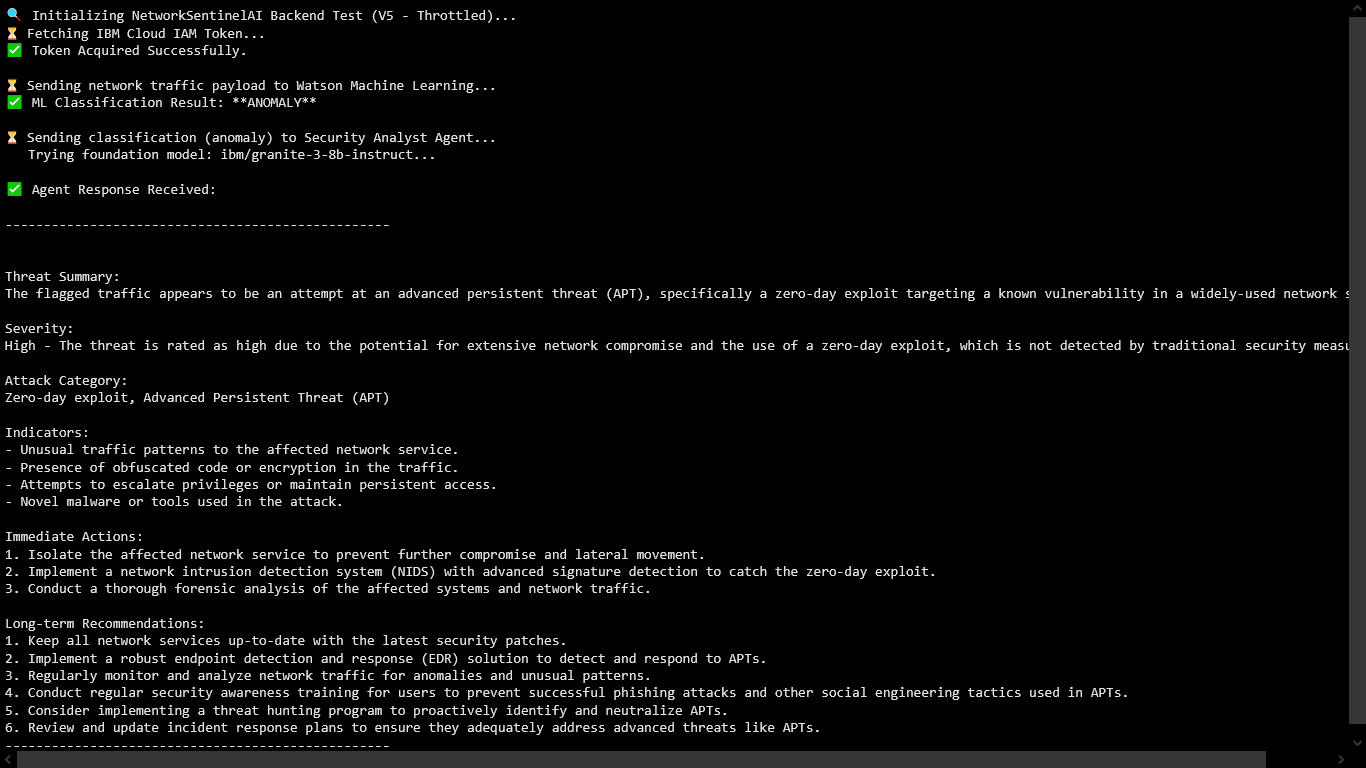 🔍 Initializing NetworkSentinelAI Backend Test (V5 - Throttled)...
⏳ Fetching IBM Cloud IAM Token...
✅ Token Acquired Successfully.
⏳ Sending network traffic payload to Watson Machine Learning...
✅ ML Classification Result: **ANOMALY**
⏳ Sending classification (anomaly) to Security Analyst Agent...
Trying foundation model: ibm/granite-3-8b-instruct...
✅ Agent Response Received:
--------------------------------------------------
Threat Summary:
The flagged traffic appears to be an attempt at an advanced persistent threat (APT), specifically a zero-day exploit targeting a known vulnerability in a widely-used network
Severity:
High - The threat is rated as high due to the potential for extensive network compromise and the use of a zero-day exploit, which is not detected by traditional security
Attack Category:
Zero-day exploit, Advanced Persistent Threat (APT)
Indicators:
- Unusual traffic patterns to the affected network service.
- Presence of obfuscated code or encryption in the traffic.
- Attempts to escalate privileges or maintain persistent access.
- Novel malware or tools used in the attack.
Immediate Actions:
1. Isolate the affected network service to prevent further compromise and lateral movement.
2. Implement a network intrusion detection system (NIDS) with advanced signature detection to catch the zero-day exploit.
3. Conduct a thorough forensic analysis of the affected systems and network traffic.
Long-term Recommendations:
1. Keep all network services up-to-date with the latest security patches.
2. Implement a robust endpoint detection and response (EDR) solution to detect and respond to APTs.
3. Regularly monitor and analyze network traffic for anomalies and unusual patterns.
4. Conduct regular security awareness training for users to prevent successful phishing attacks and other social engineering tactics used in APTs.
5. Consider implementing a threat hunting program to proactively identify and neutralize APTs.
6. Review and update incident response plans to ensure they adequately address advanced threats like APTs.
--------------------------------------------------